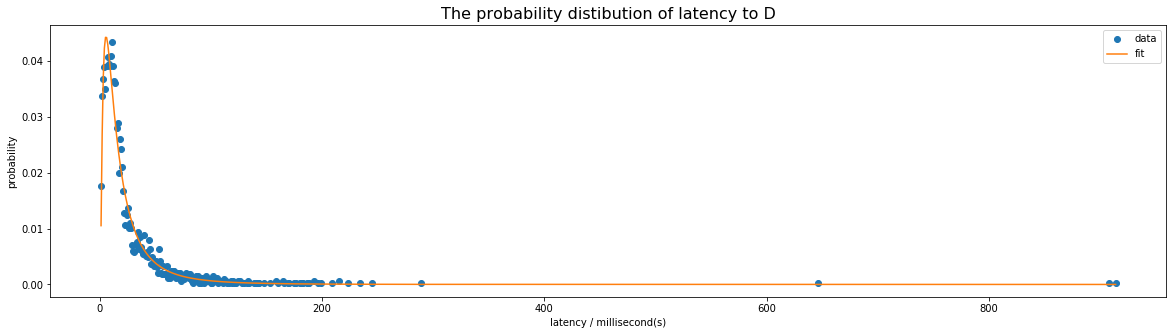 The probability distibution of latency to D
data
fit
0.04
0.03
0.02
0.01
0.00
probability
0
200
400
600
800
latency / millisecond(s)